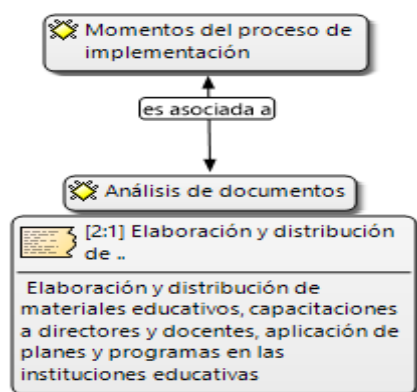 Momentos del proceso de
implementación
es asociada a
Análisis de documentos
[2:1] Elaboración y distribución
de ..
Elaboración y distribución de
materiales educativos, capacitaciones
a directores y docentes, aplicación de
planes y programas en las
instituciones educativas